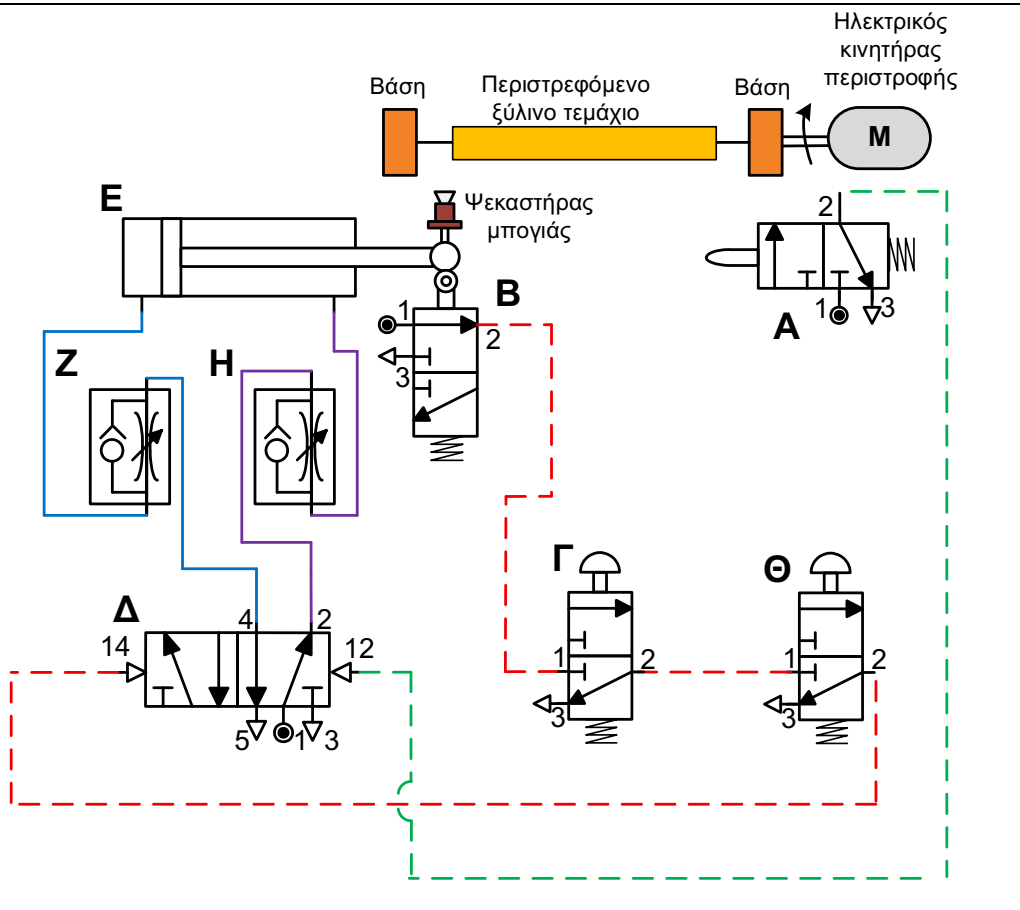 Ηλεκτρικός
κινητήρας
περιστροφής
Βάση
Περιστρεφόμενο
ξύλινο τεμάχιο
Βάση
M
E
Ψεκαστήρας
μπογιάς
2
B
1
2
3
A
1
3
Z
H
Γ
Θ
Δ
4
2
14
12
1
2
1
2
3
3
5
1
3